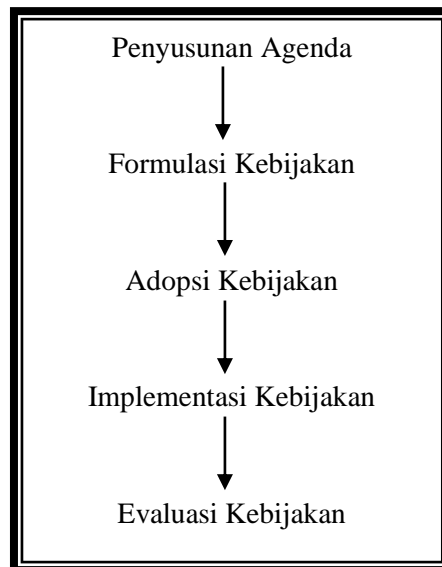 Penyusunan Agenda
Formulasi Kebijakan
Adopsi Kebijakan
Implementasi Kebijakan
Evaluasi Kebijakan